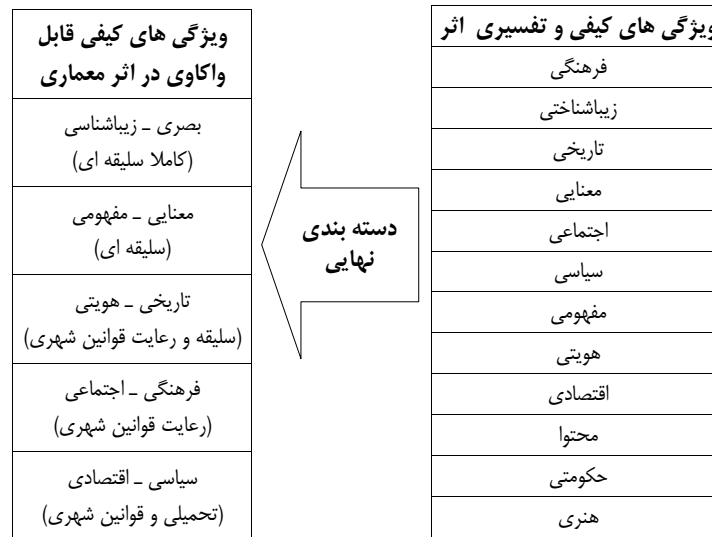 ویژگی های کیفی و تفسیری اثر
فرهنگی
زیباشناختی
تاریخی
معنایی
اجتماعی
سیاسی
مفهومی
هویتی
اقتصادی
محتوا
حکومتی
هنری
دسته بندی
نهایی
ویژگی های کیفی قابل
واکاوی در اثر معماری
بصری ـ زیباشناسی
(کاملا سلیقه ای)
معنایی ـ مفهومی
(سلیقه ای)
تاریخی ـ هویتی
(سلیقه و رعایت قوانین شهری)
فرهنگی ـ اجتماعی
(رعایت قوانین شهری)
سیاسی ـ اقتصادی
(تحمیلی و قوانین شهری)